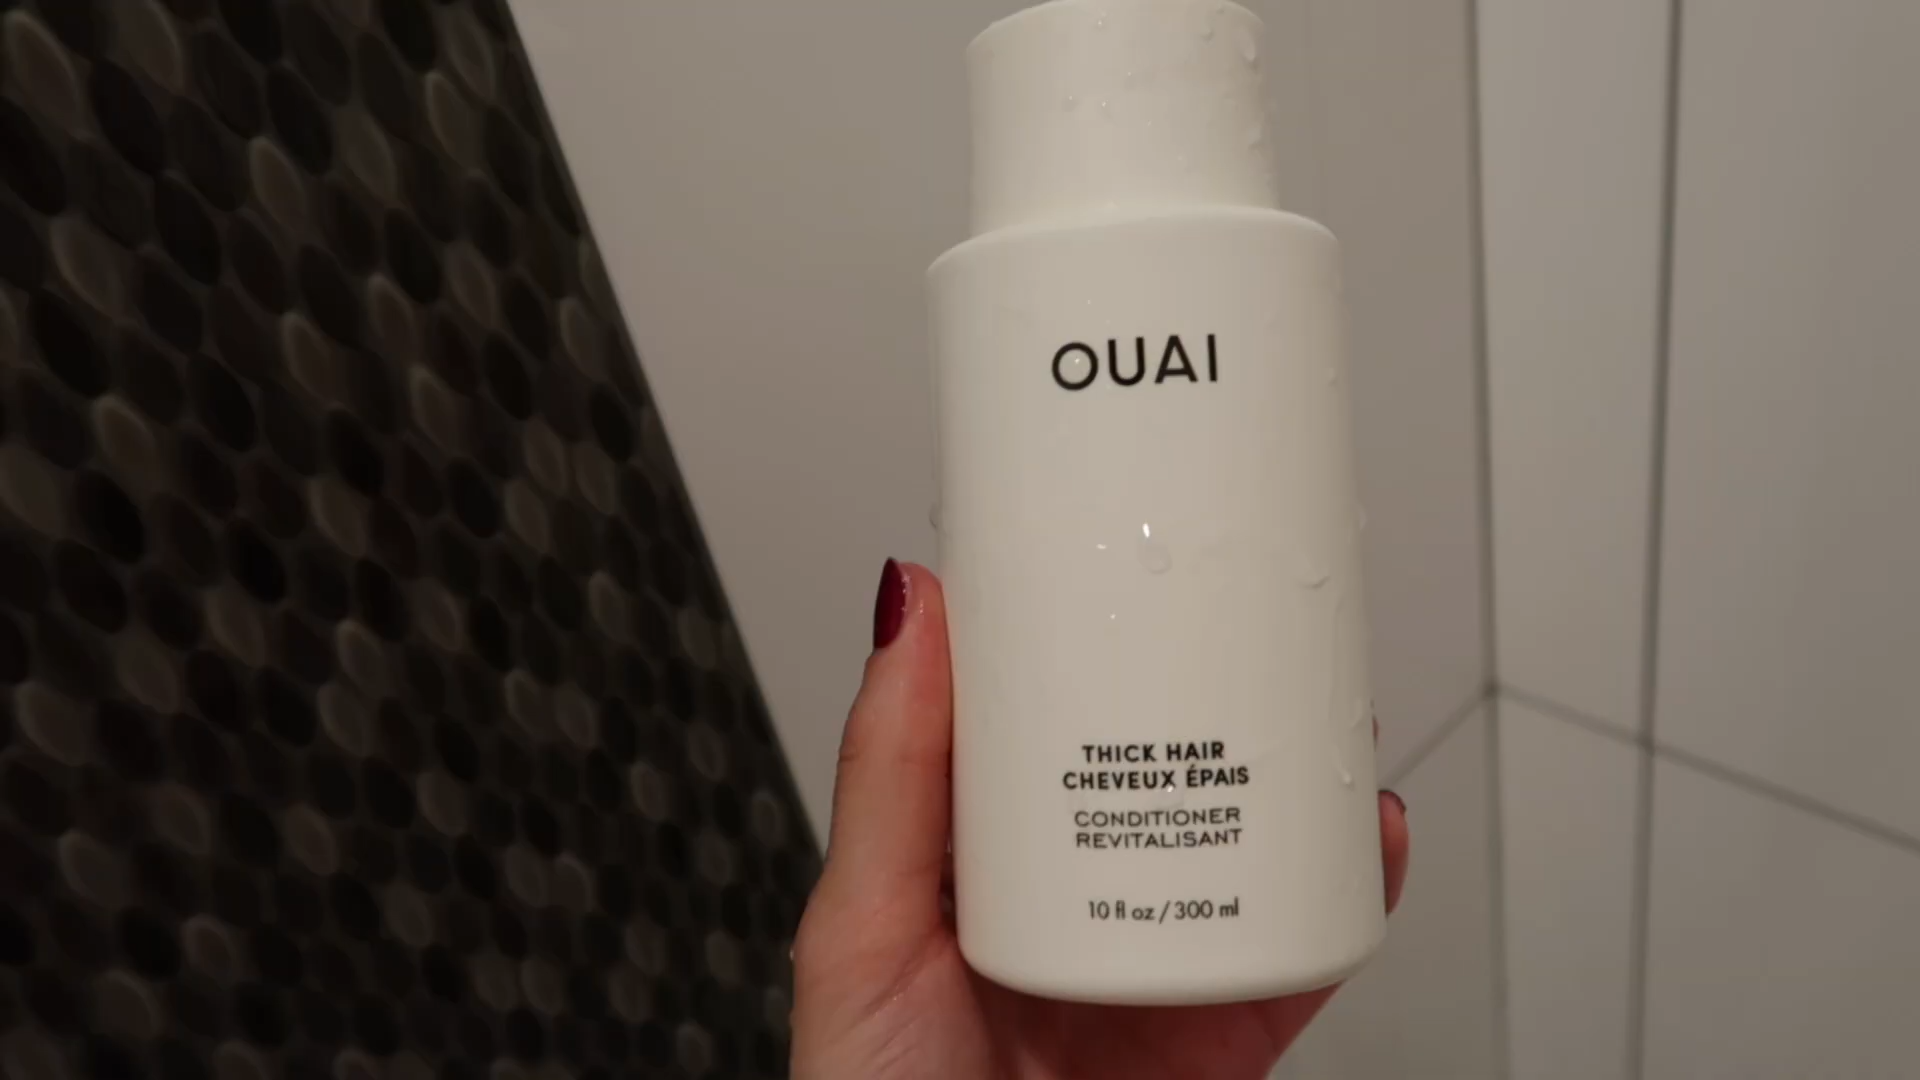 OUAI
THICK HAIR
CHEVEUX ÉPAIS
CONDITIONER
REVITALISANT
10 fl oz / 300 ml